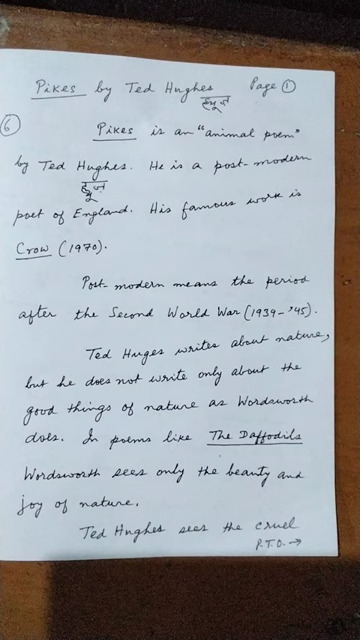 Pikes by Ted Hughes Page 1
ह्यूज
6
Pikes is an "animal poem"
by Ted Hughes. He is a post-modern
ह्यूज
poet of England. His famous work is
Crow (1970).
Post-modern means the period
after the Second World War (1939-'45).
Ted Huges writes about nature,
but he does not write only about the
good things of nature as Wordsworth
does. In poems like The Daffodils
Wordsworth sees only the beauty and
joy of nature.
Ted Hughes sees the cruel
P.T.O. →